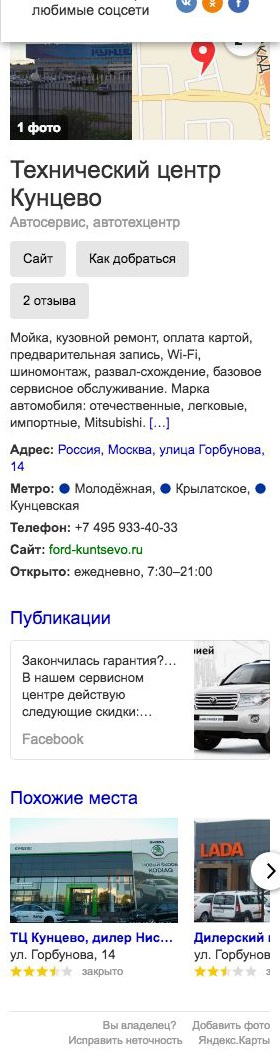 любимые соцсети
1 фото
Технический центр
Кунцево
Автосервис, автотехцентр
Сайт
Как добраться
2 отзыва
Мойка, кузовной ремонт, оплата картой,
предварительная запись, Wi-Fi,
шиномонтаж, развал-схождение, базовое
сервисное обслуживание. Марка
автомобиля: отечественные, легковые,
импортные, Mitsubishi. [...]
Адрес: Россия, Москва, улица Горбунова,
14
Метро: Молодёжная, Крылатское,
Кунцевская
Телефон: +7 495 933-40-33
Сайт: ford-kuntsevo.ru
Открыто: ежедневно, 7:30–21:00
Публикации
Закончилась гарантия?...
В нашем сервисном
центре действую
следующие скидки:...
Facebook
Похожие места
ŠKODA
LADA
ТЦ Кунцево, дилер Нис...
ул. Горбунова, 14
закрыто
Дилерский
ул. Горбунов
Вы владелец? Добавить фото
Исправить неточность Яндекс.Карты